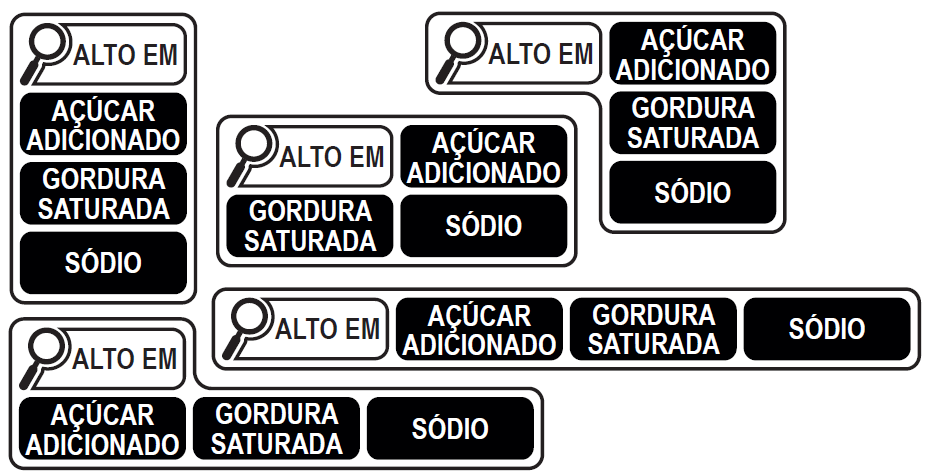 ALTO EM
AÇÚCAR
ADICIONADO
GORDURA
SATURADA
SÓDIO
ALTO EM
AÇÚCAR
ADICIONADO
GORDURA
SATURADA
SÓDIO
ALTO EM
AÇÚCAR
ADICIONADO
GORDURA
SATURADA
SÓDIO
ALTO EM
AÇÚCAR
ADICIONADO
GORDURA
SATURADA
SÓDIO
ALTO EM
AÇÚCAR
ADICIONADO
GORDURA
SATURADA
SÓDIO